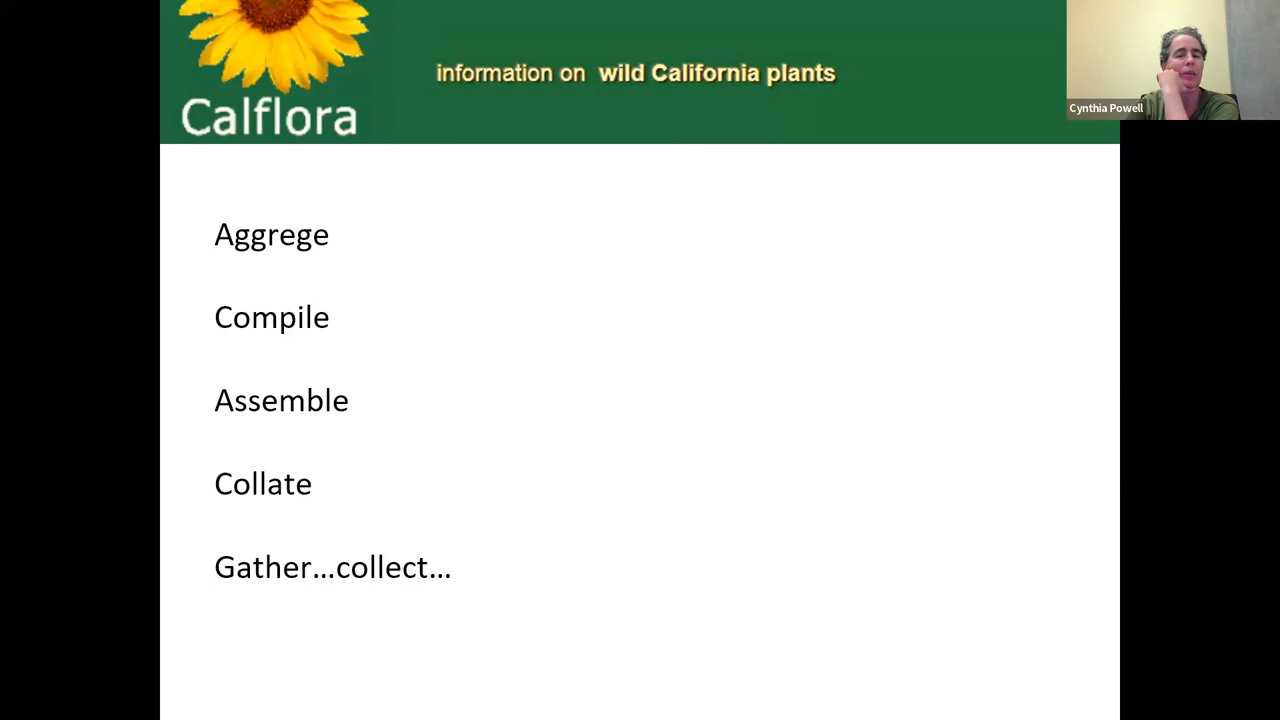 Calflora
information on wild California plants
Cynthia Powell
Aggrege
Compile
Assemble
Collate
Gather...collect...